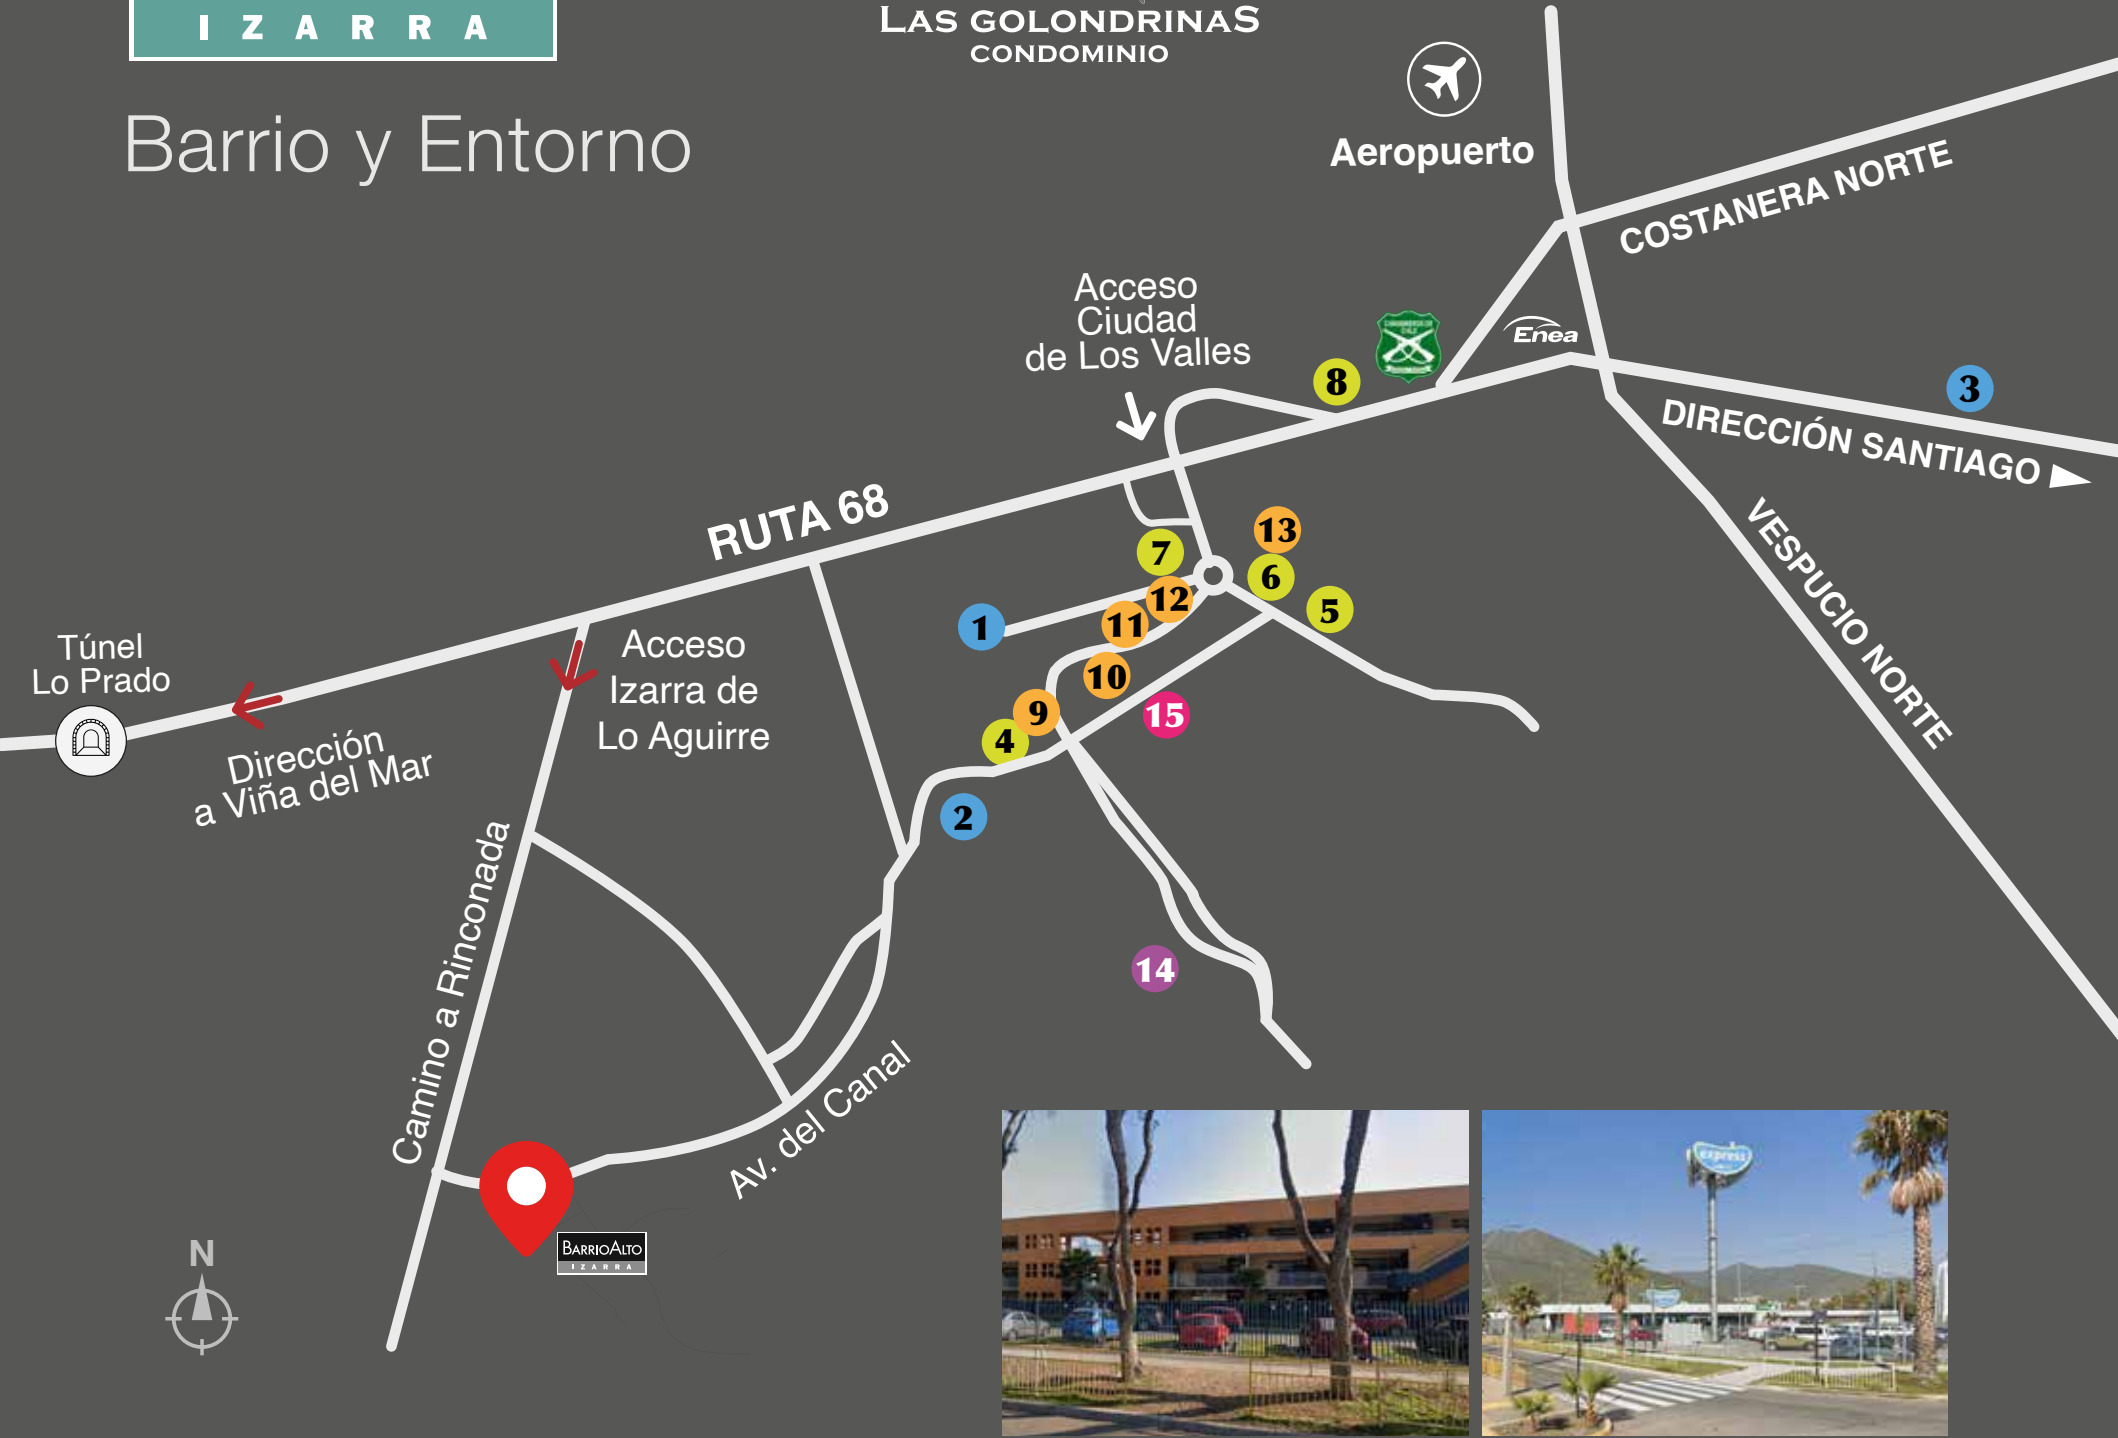 IZARRA
LAS GOLONDRINAS
CONDOMINIO
Barrio y Entorno
Aeropuerto
COSTANERA NORTE
Acceso
Ciudad
de Los Valles
Enea
8
3
DIRECCIÓN SANTIAGO
RUTA 68
VESPUCIO NORTE
13
7
6
12
5
11
1
10
9
15
4
2
14
Túnel
Lo Prado
Acceso
Izarra de
Lo Aguirre
Dirección
a Viña del Mar
Camino a Rinconada
Av. del Canal
N
BARRIOALTO
IZARRA
express